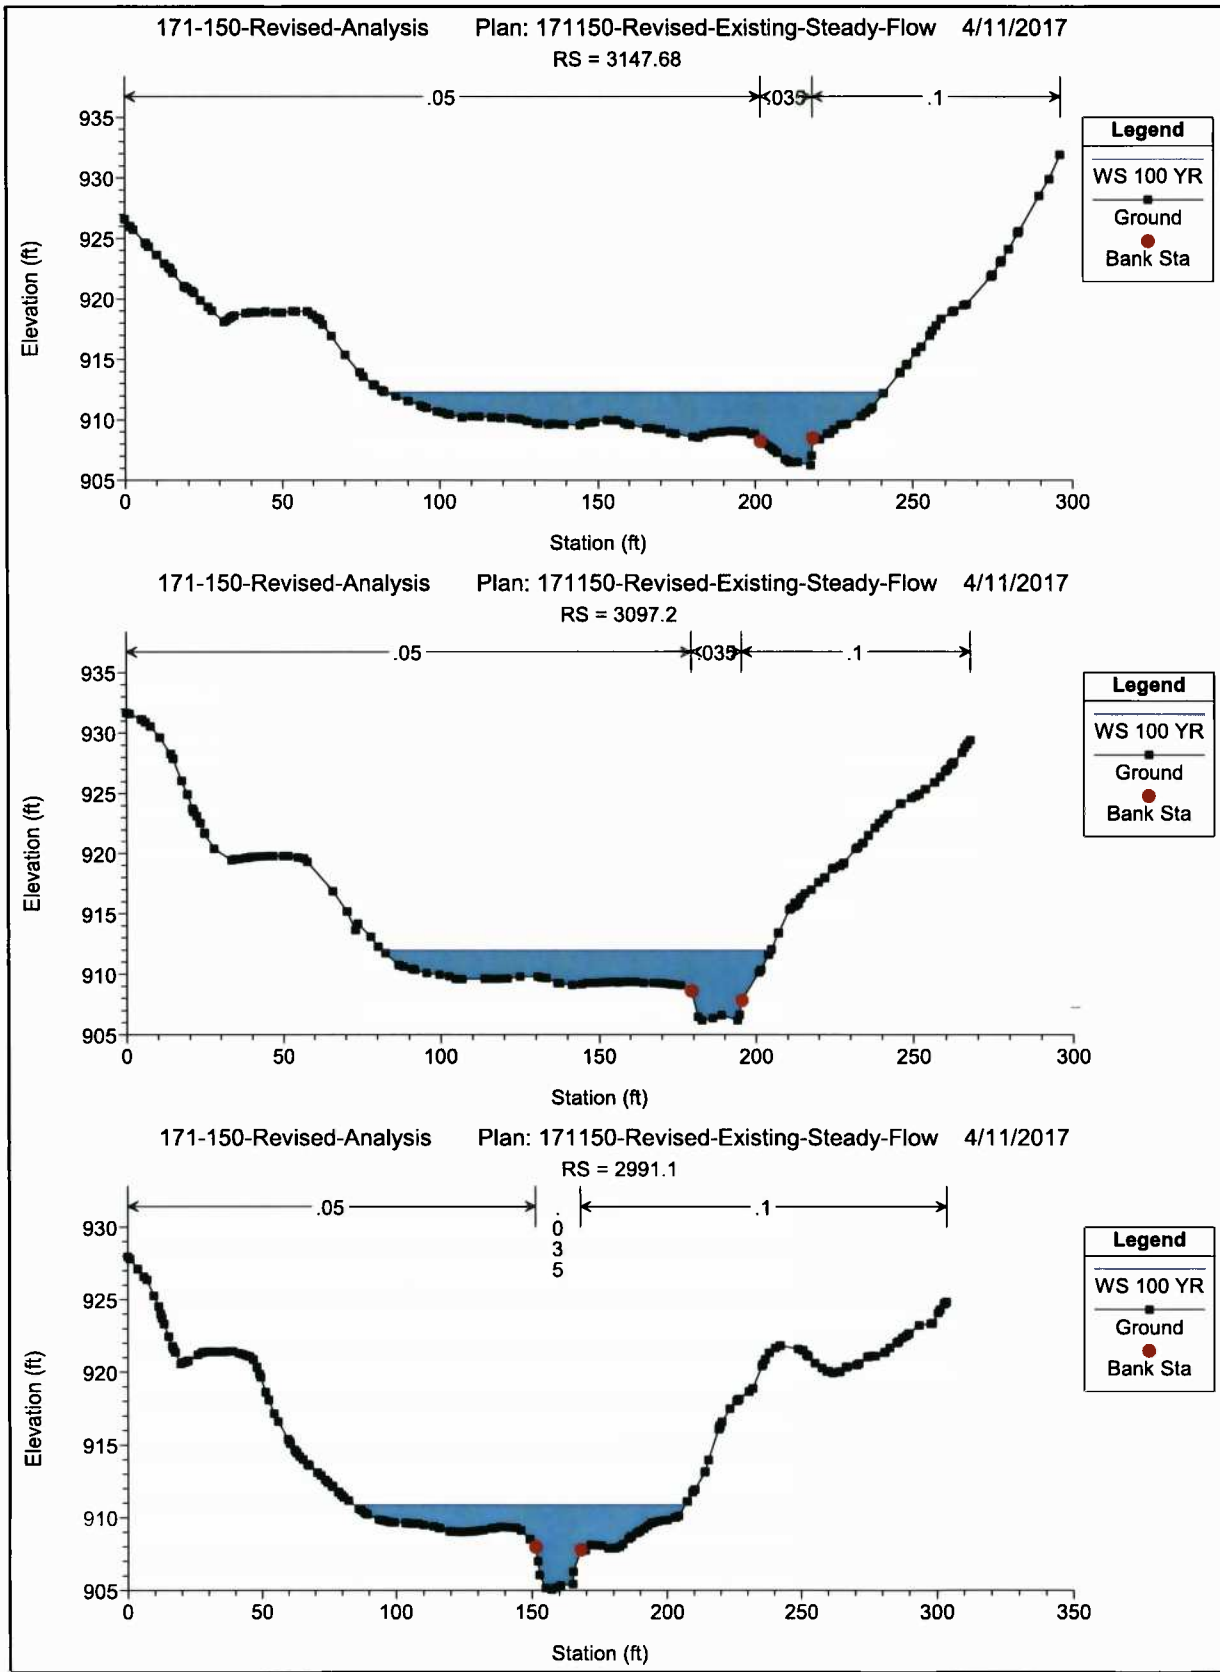 171-150-Revised-Analysis Plan: 171150-Revised-Existing-Steady-Flow 4/11/2017
RS = 3147.68
.05 .035 .1
Legend
WS 100 YR
Ground
Bank Sta
Elevation (ft)
935
930
925
920
915
910
905
0 50 100 150 200 250 300
Station (ft)
171-150-Revised-Analysis Plan: 171150-Revised-Existing-Steady-Flow 4/11/2017
RS = 3097.2
.05 .035 .1
Legend
WS 100 YR
Ground
Bank Sta
Elevation (ft)
935
930
925
920
915
910
905
0 50 100 150 200 250 300
Station (ft)
171-150-Revised-Analysis Plan: 171150-Revised-Existing-Steady-Flow 4/11/2017
RS = 2991.1
.05 .035 .1
Legend
WS 100 YR
Ground
Bank Sta
Elevation (ft)
930
925
920
915
910
905
0 50 100 150 200 250 300 350
Station (ft)